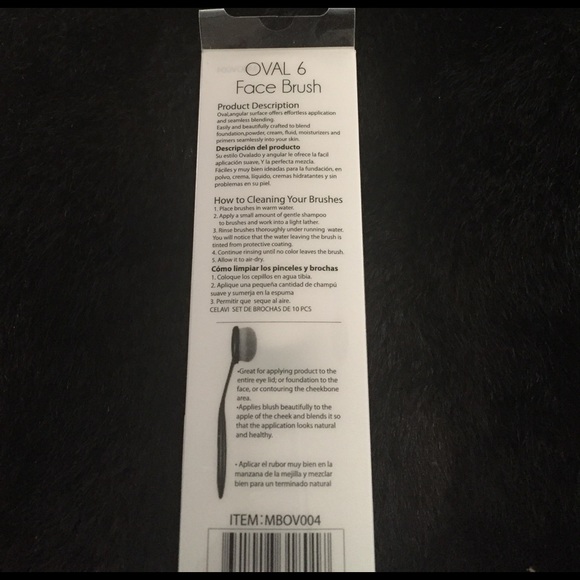 OVAL 6
Face Brush
Product Description
Oval,angular surface offers effortless application
and seamless blending.
Easily and beautifully crafted to blend
foundation,powder, cream, fluid, moisturizers and
primers seamlessly into your skin.
Descripción del producto
Su estilo Ovalado y angular le ofrece la facil
aplicación suave, Y la perfecta mezcla.
Fáciles y muy bien ideadas para la fundación, en
polvo, crema, líquido, cremas hidratantes y sin
problemas en su piel.
How to Cleaning Your Brushes
1. Place brushes in warm water.
2. Apply a small amount of gentle shampoo
to broshes and work into a light lather.
3. Rinse brushes thoroughly under running water.
You will notice that the water leaving the brush is
tinted from protective coating.
4. Continue rinsing until no color leaves the brush.
5. Allow it to air-dry.
Cómo limpiar los pinceles y brochas
1. Coloque los cepillos en agua tibia.
2. Aplique una pequeña cantidad de champú
suave y sumerja en la espuma
3. Permitir que seque al aire.
CELAVI SET DE BROCHAS DE 10 PCS
•Great for applying product to the
entire eye lid; or foundation to the
face, or contouring the cheekbone
area.
•Applies blush beautifully to the
apple of the cheek and blends it so
that the application looks natural
and healthy.
• Aplicar el rubor muy bien en la
manzana de la mejilla y mezclar
bien para un terminado natural
ITEM:MBOV004